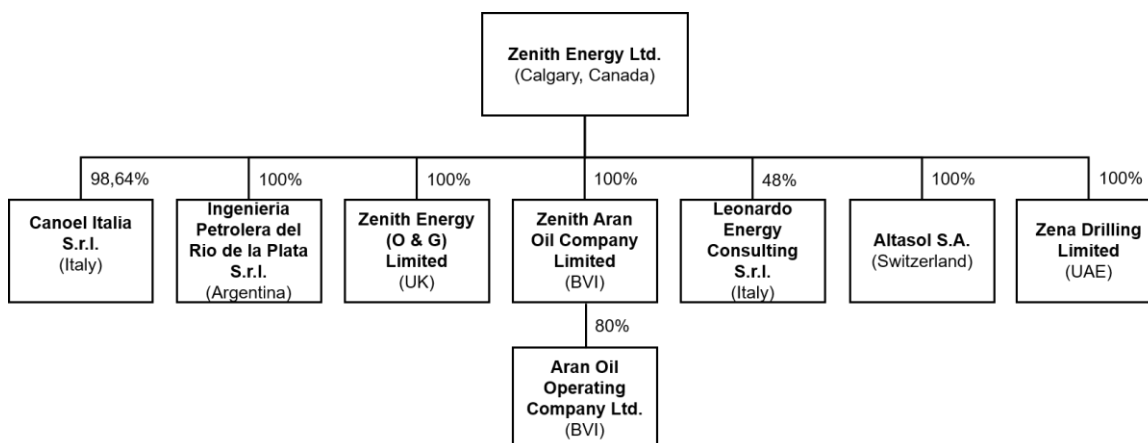 Zenith Energy Ltd.
(Calgary, Canada)
98,64%
100%
100%
100%
48%
100%
100%
Canoel Italia
S.r.l.
(Italy)
Ingenieria
Petrolera del
Rio de la Plata
S.r.l.
(Argentina)
Zenith Energy
(O & G)
Limited
(UK)
Zenith Aran
Oil Company
Limited
(BVI)
Leonardo
Energy
Consulting
S.r.l.
(Italy)
Altasol S.A.
(Switzerland)
Zena Drilling
Limited
(UAE)
80%
Aran Oil
Operating
Company Ltd.
(BVI)